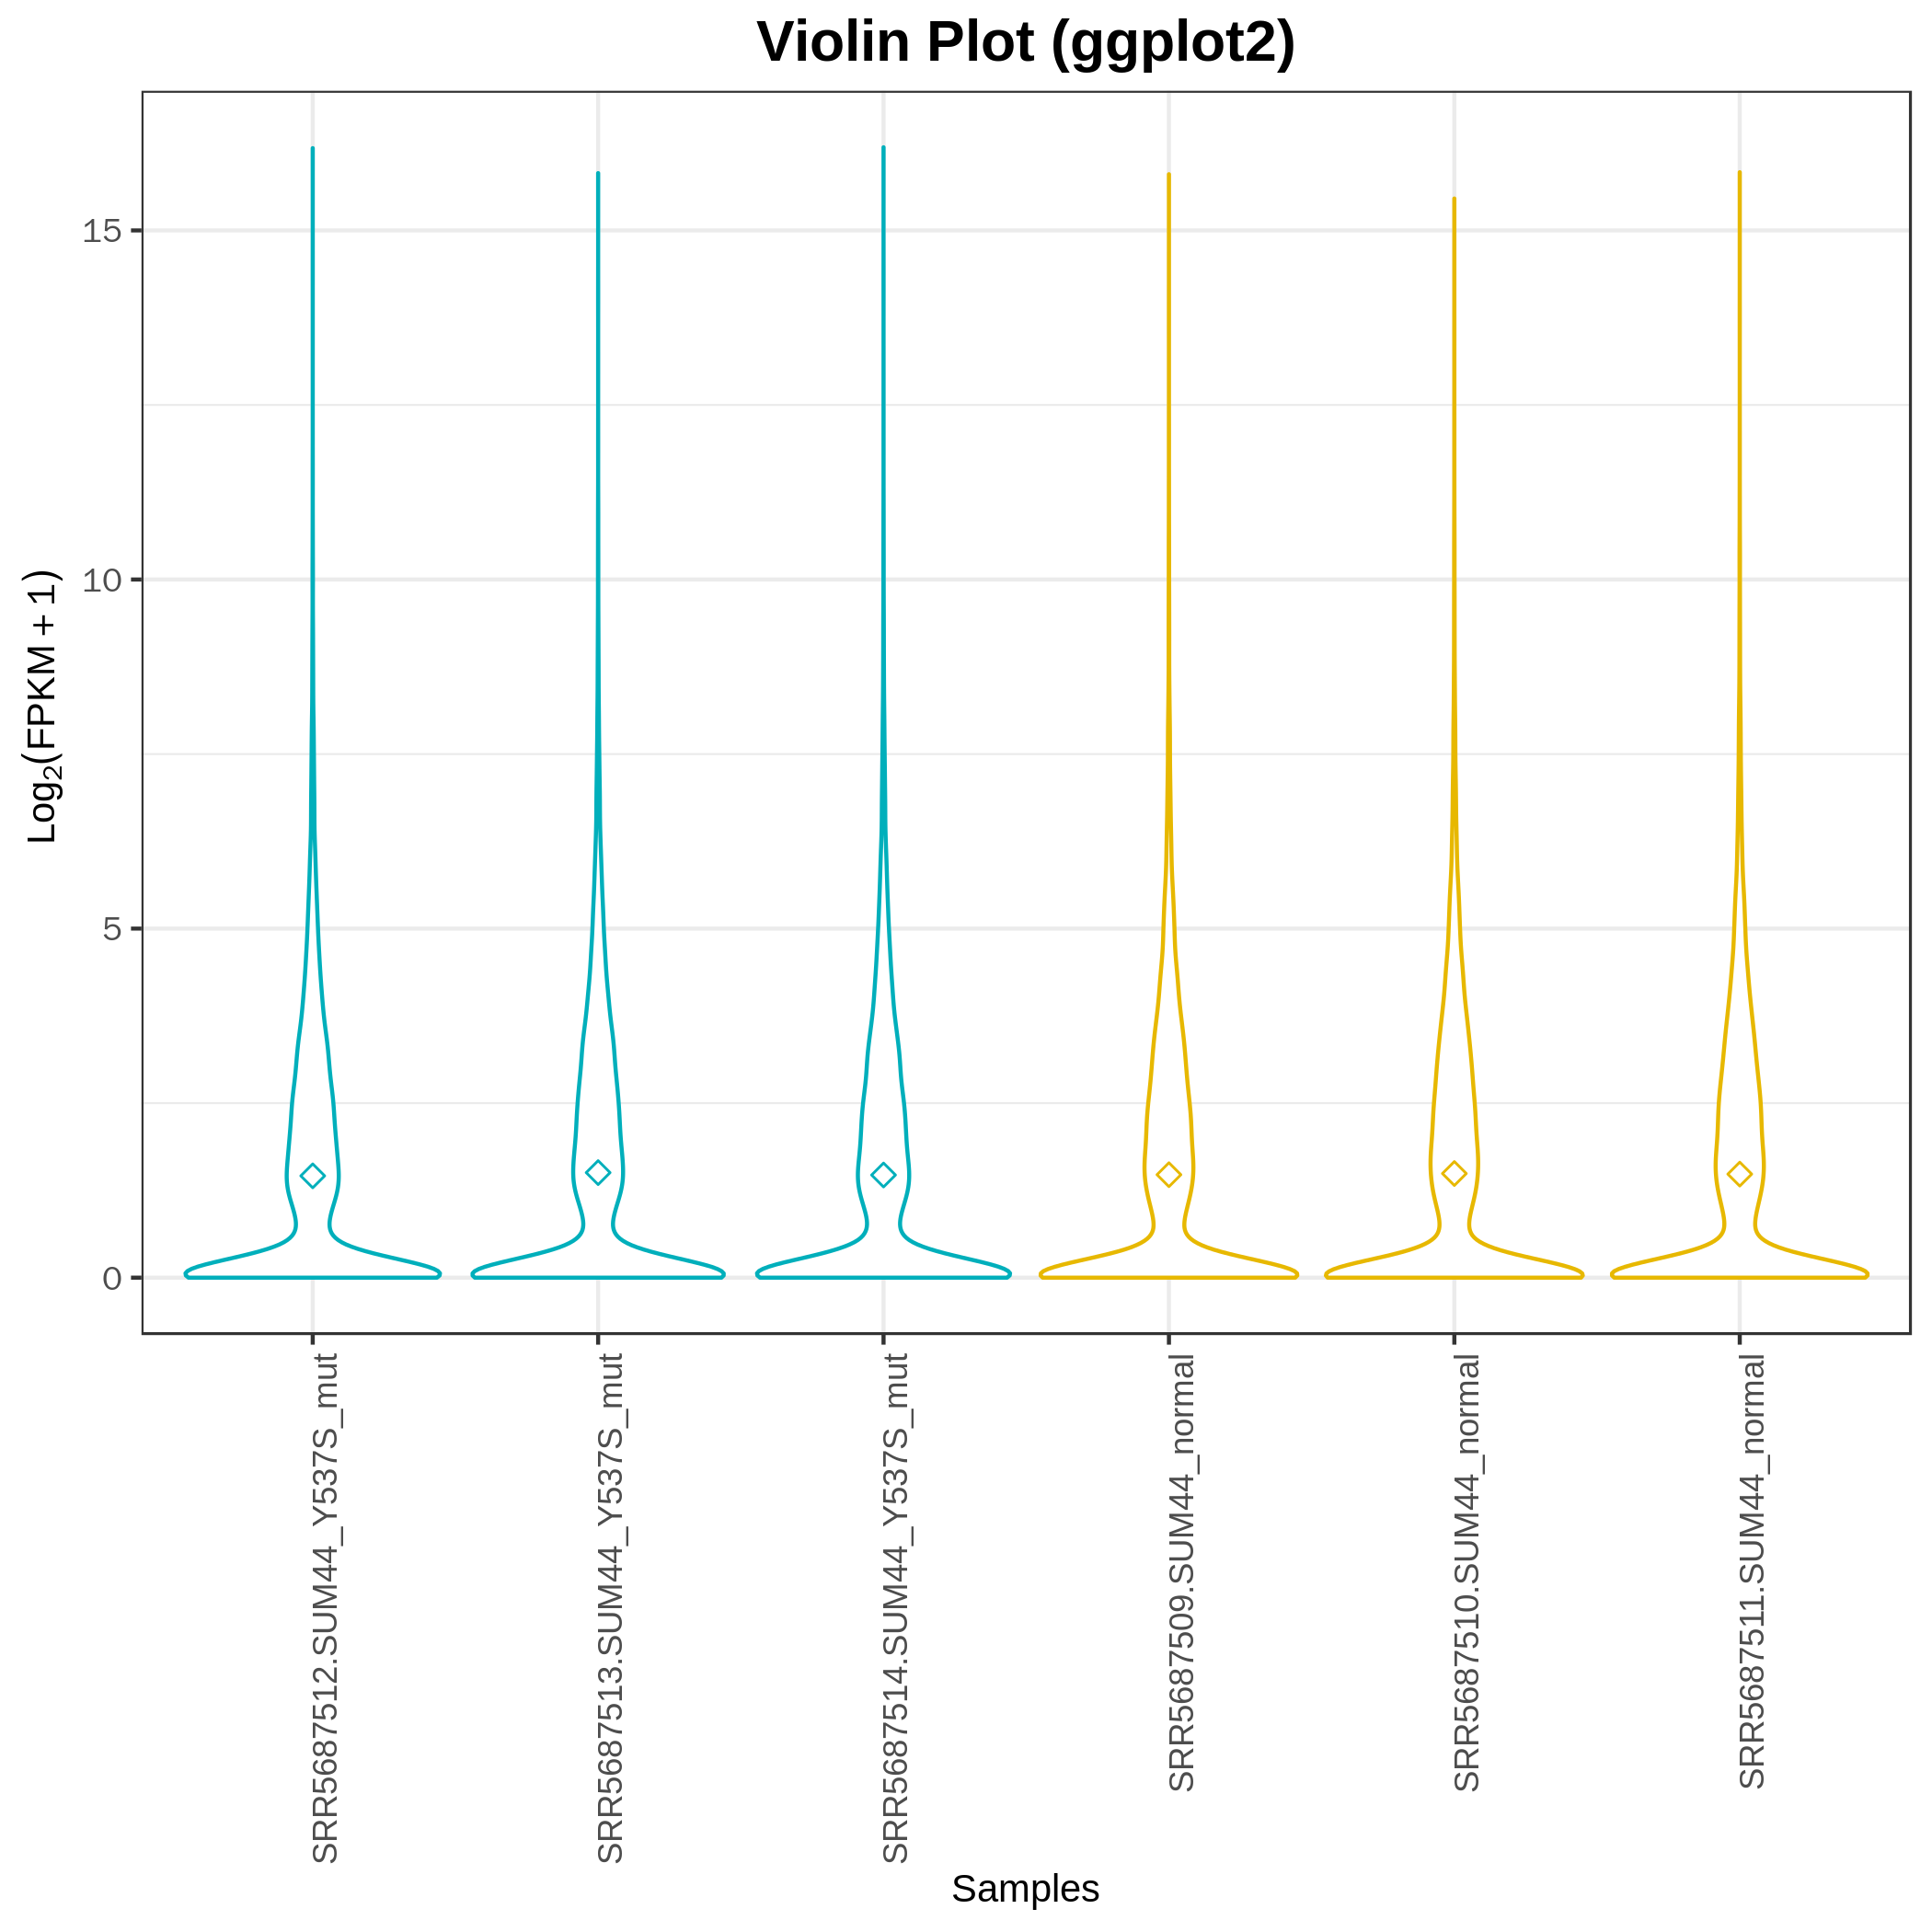 Violin Plot (ggplot2)
Log₂(FPKM + 1)
15
10
5
0
SRR5687512.SUM44_Y537S_mut
SRR5687513.SUM44_Y537S_mut
SRR5687514.SUM44_Y537S_mut
SRR5687509.SUM44_normal
SRR5687510.SUM44_normal
SRR5687511.SUM44_normal
Samples